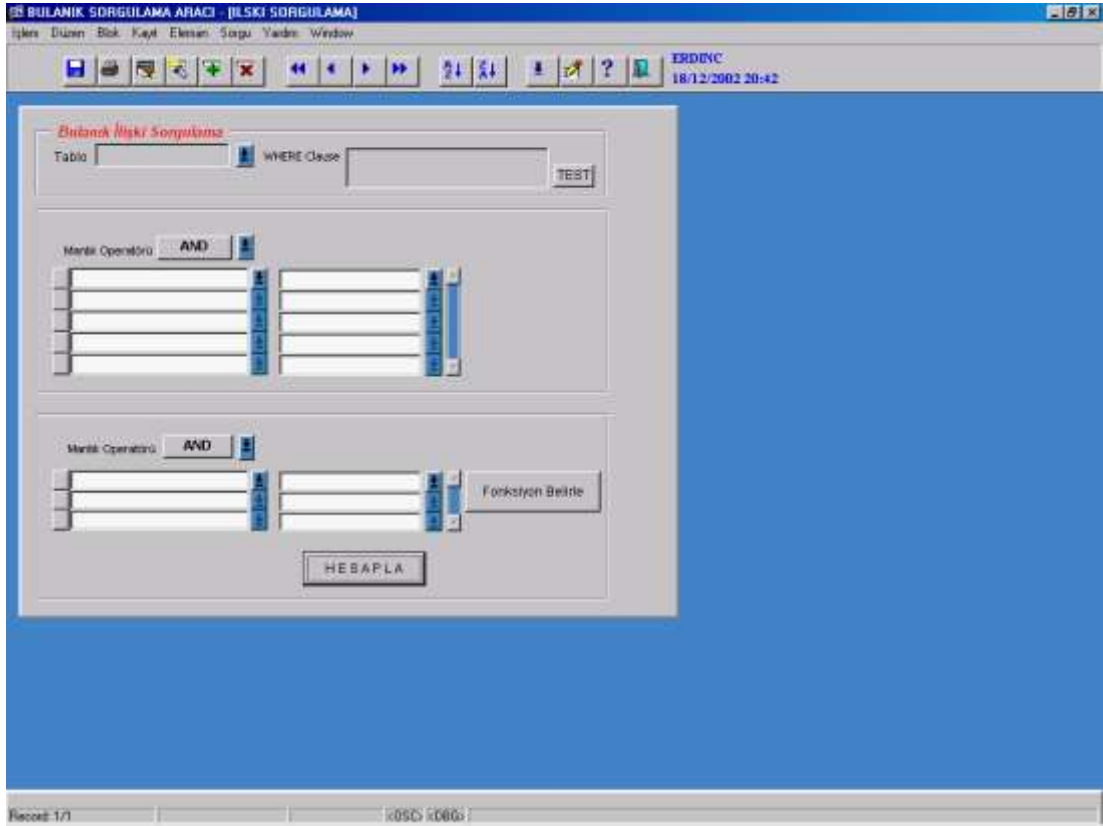 BULANIK SORGULAMA ARACI - [ILSKI SORGULAMA]
İşlem Düzen Blok Kayıt Eleman Sorgu Yardım Window
ERDINC
18/12/2002 20:42
Bulanık İlişki Sorgulama
Tablo WHERE Clause
TEST
Mantık Operatörü AND
Mantık Operatörü AND
Fonksiyon Belirle
HESAPLA
Record: 1/1 <OSC> <DBG>